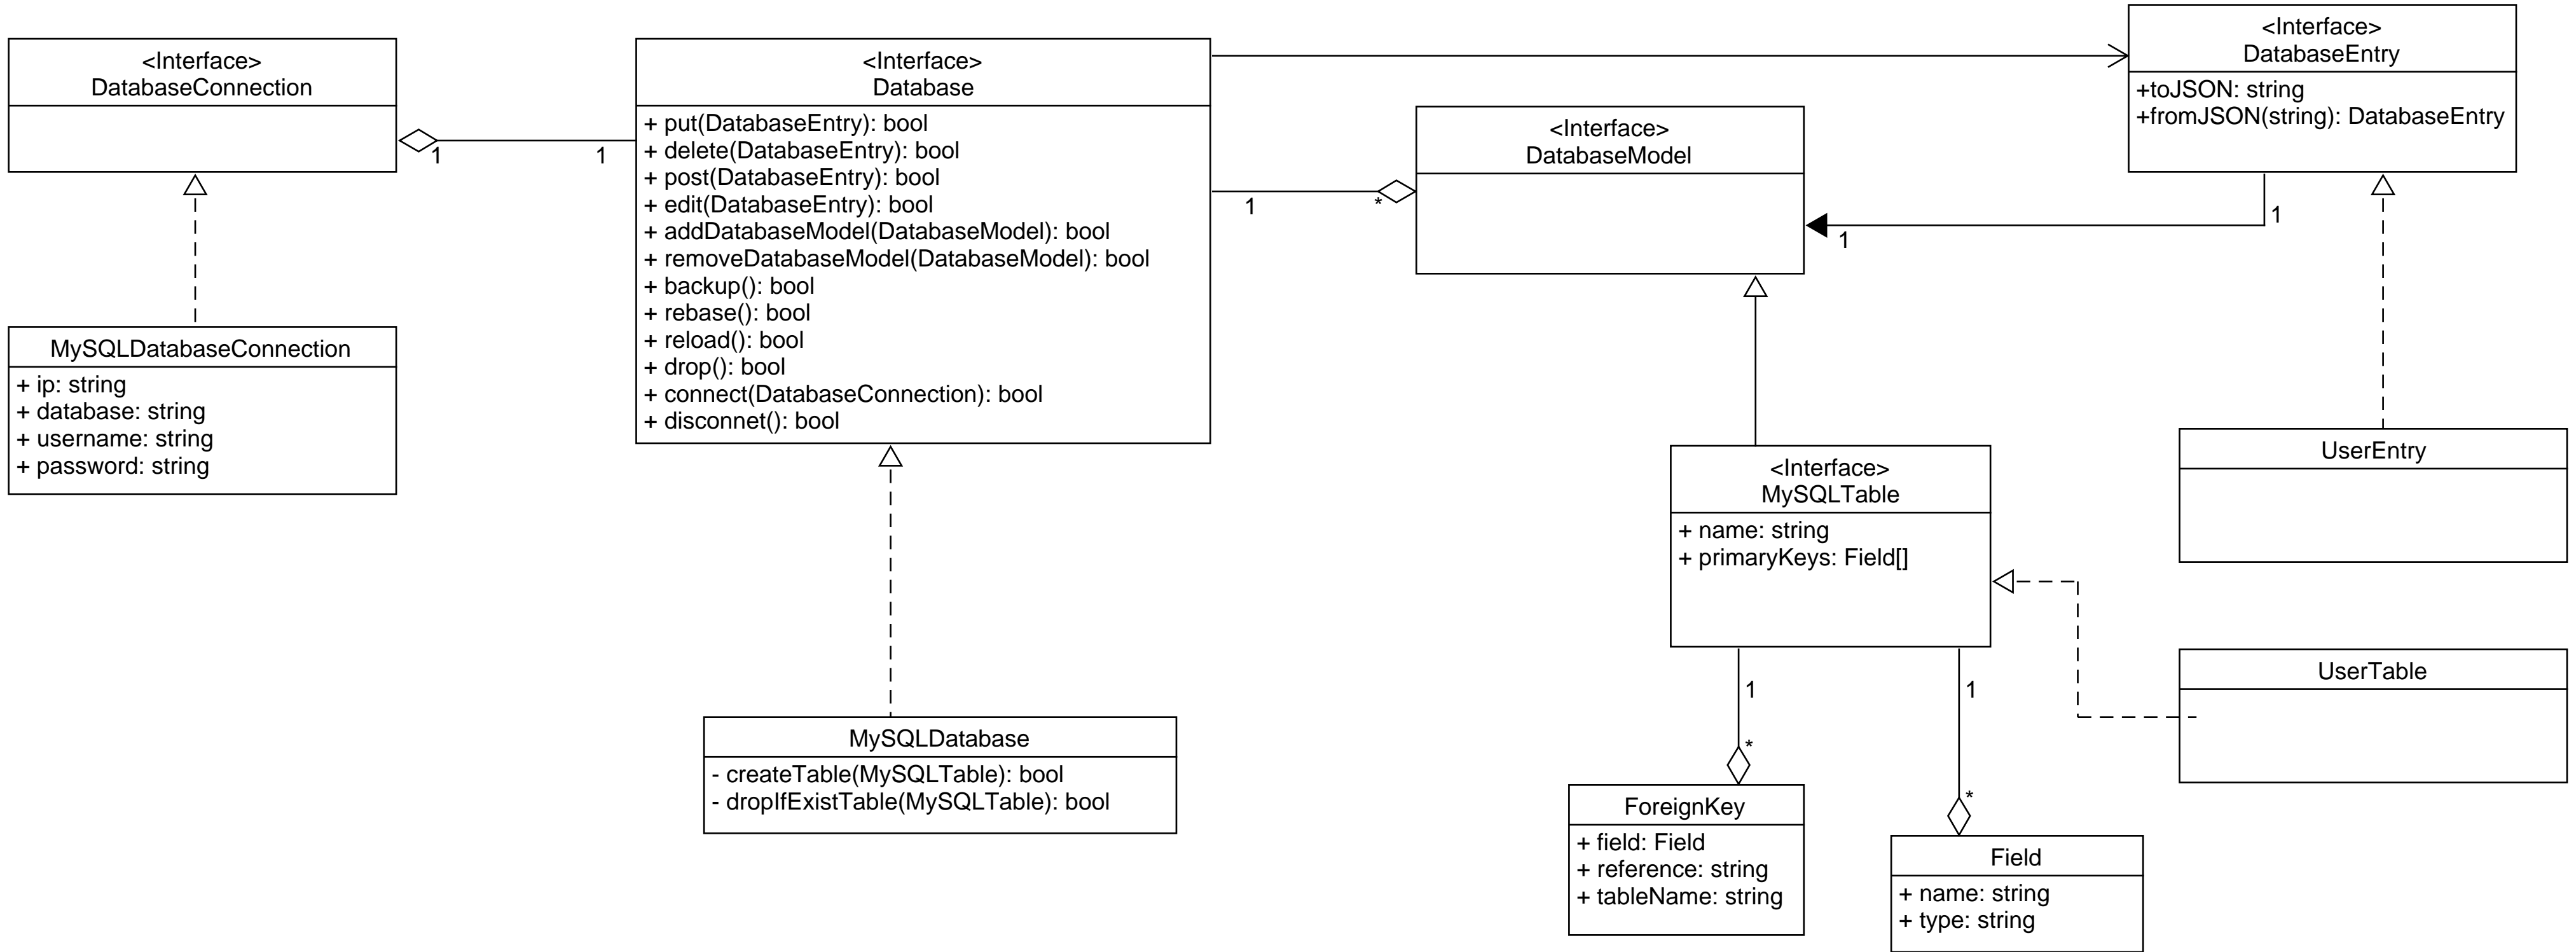 <Interface>
DatabaseConnection
1
1
MySQLDatabaseConnection
+ ip: string
+ database: string
+ username: string
+ password: string
<Interface>
Database
+ put(DatabaseEntry): bool
+ delete(DatabaseEntry): bool
+ post(DatabaseEntry): bool
+ edit(DatabaseEntry): bool
+ addDatabaseModel(DatabaseModel): bool
+ removeDatabaseModel(DatabaseModel): bool
+ backup(): bool
+ rebase(): bool
+ reload(): bool
+ drop(): bool
+ connect(DatabaseConnection): bool
+ disconnet(): bool
MySQLDatabase
- createTable(MySQLTable): bool
- dropIfExistTable(MySQLTable): bool
1
*
<Interface>
DatabaseModel
1
1
<Interface>
DatabaseEntry
+toJSON: string
+fromJSON(string): DatabaseEntry
<Interface>
MySQLTable
+ name: string
+ primaryKeys: Field[]
1
*
1
*
ForeignKey
+ field: Field
+ reference: string
+ tableName: string
Field
+ name: string
+ type: string
UserEntry
UserTable